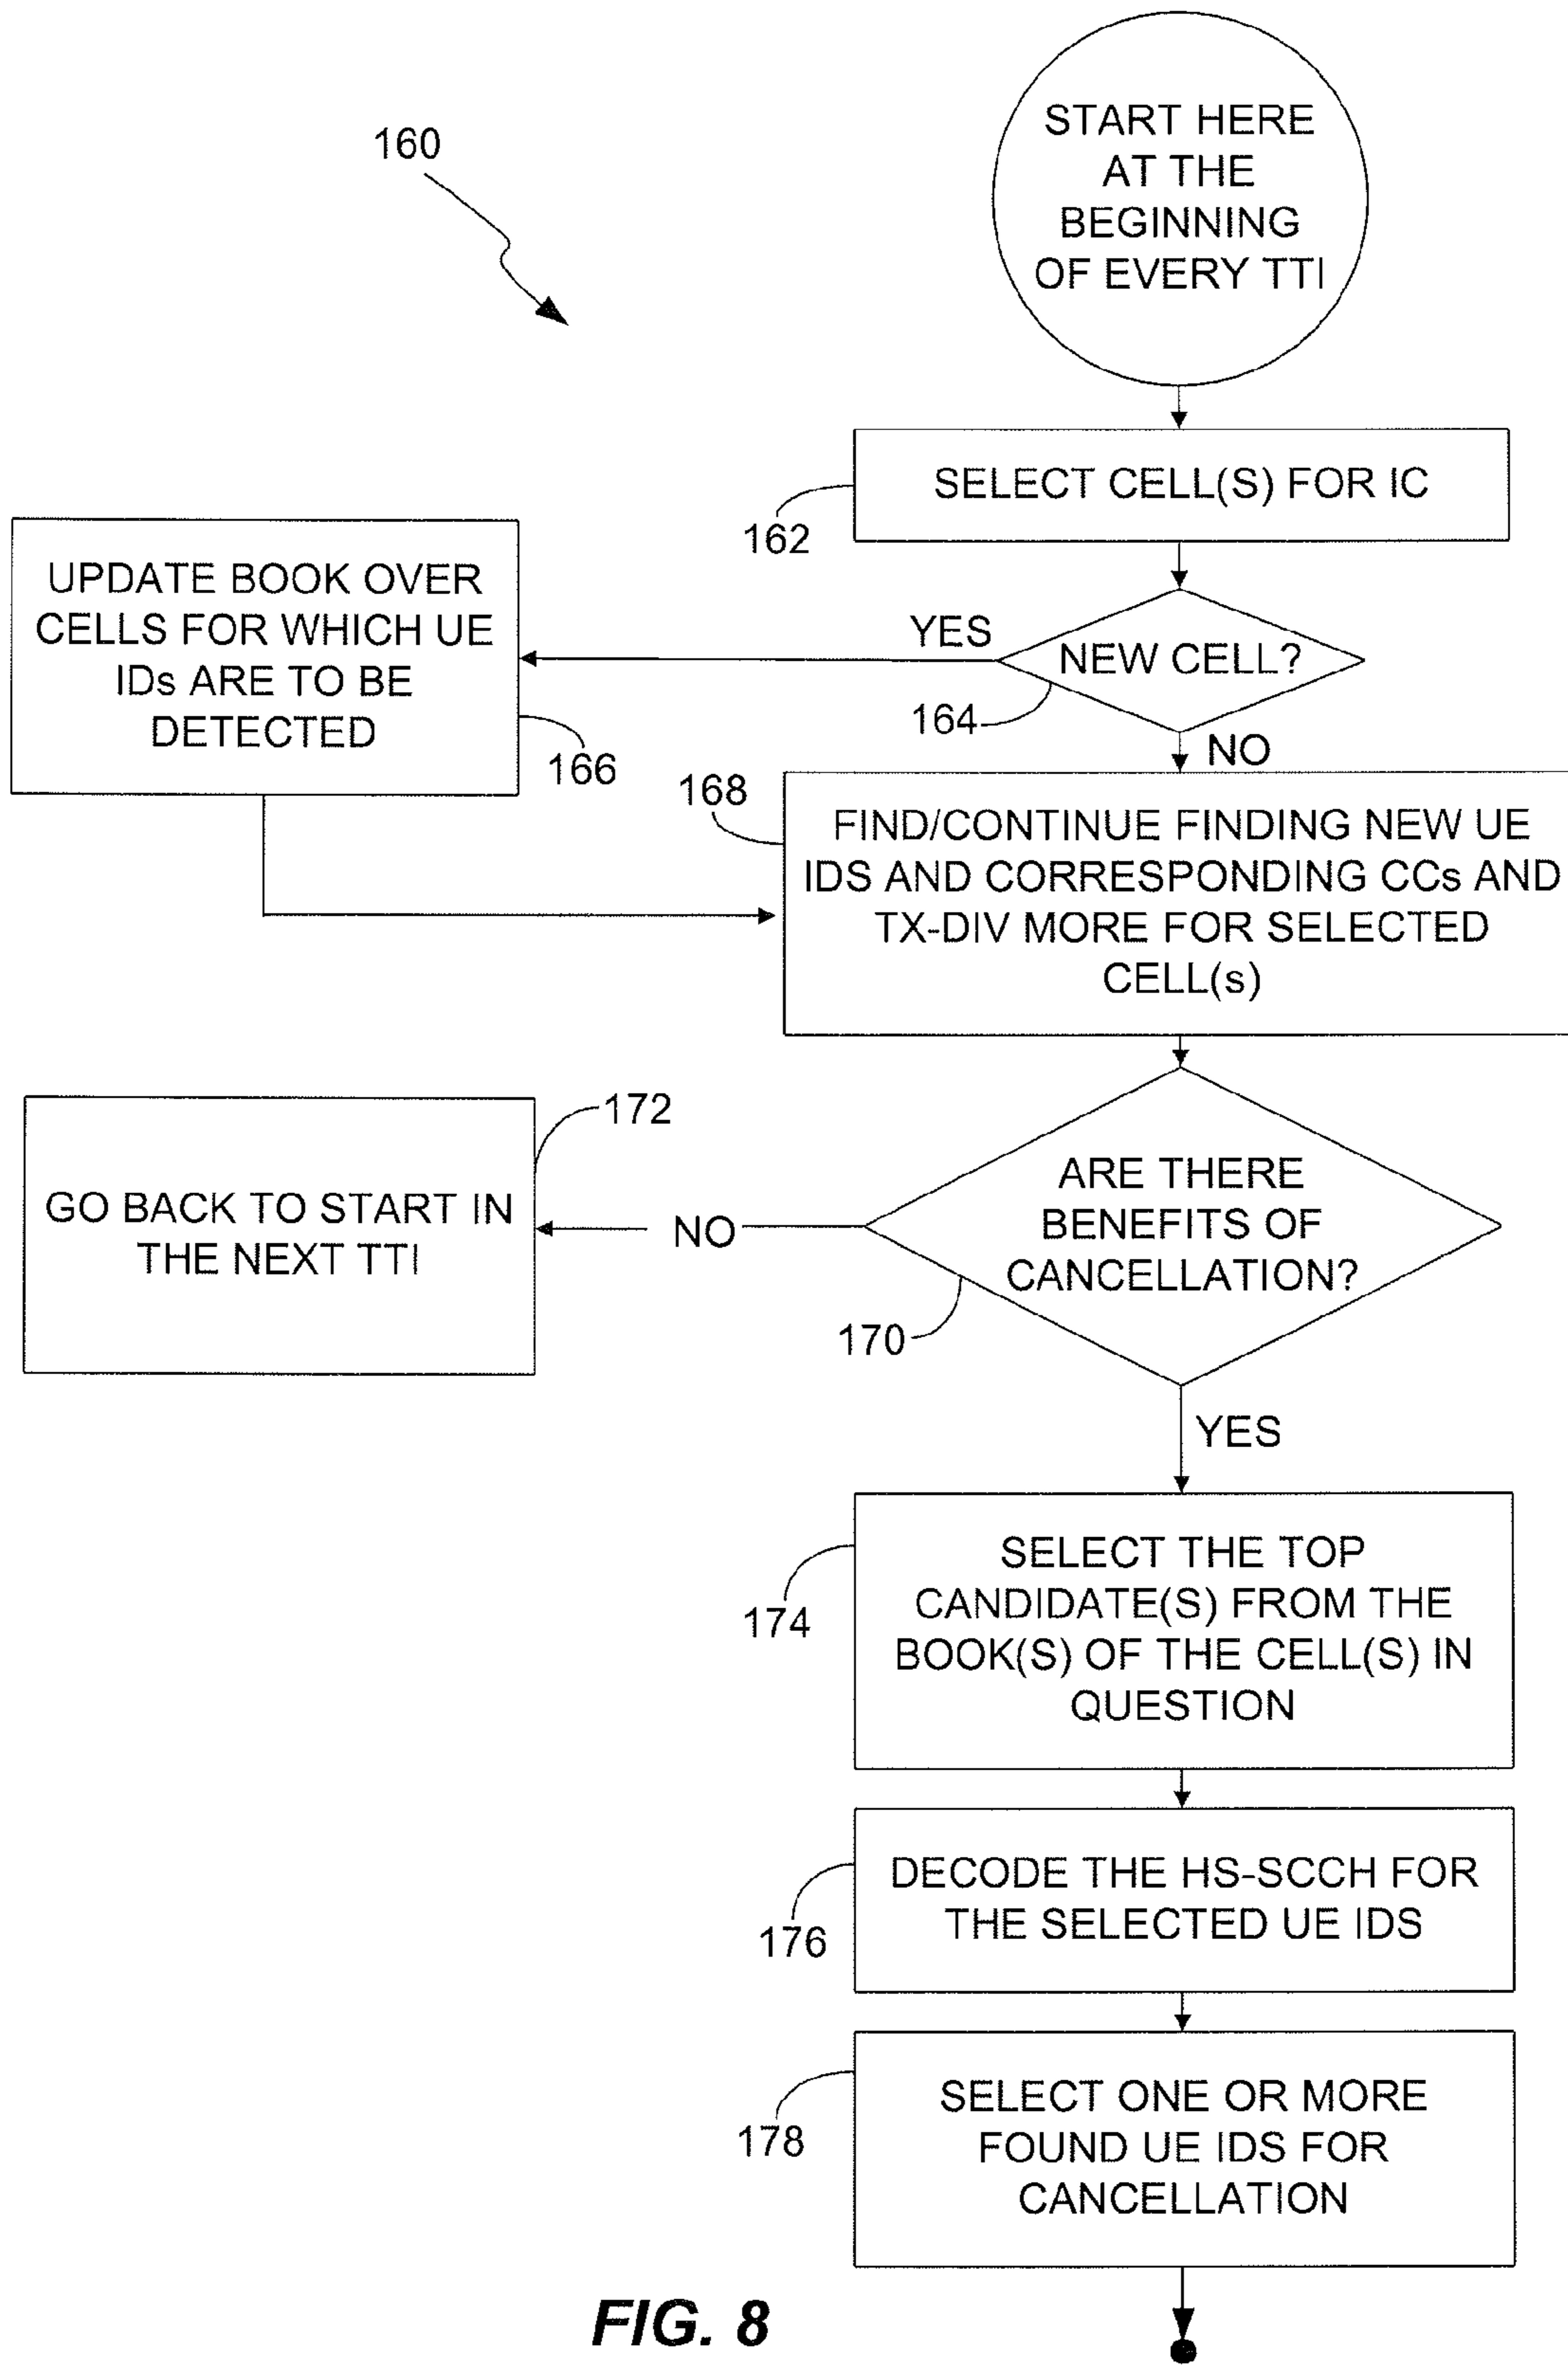 160
START HERE
AT THE
BEGINNING
OF EVERY TTI
SELECT CELL(S) FOR IC
162
UPDATE BOOK OVER
CELLS FOR WHICH UE
IDs ARE TO BE
DETECTED
166
YES
NEW CELL?
164
NO
168
FIND/CONTINUE FINDING NEW UE
IDS AND CORRESPONDING CCs AND
TX-DIV MORE FOR SELECTED
CELL(s)
172
GO BACK TO START IN
THE NEXT TTI
NO
ARE THERE
BENEFITS OF
CANCELLATION?
170
YES
SELECT THE TOP
CANDIDATE(S) FROM THE
BOOK(S) OF THE CELL(S) IN
QUESTION
174
DECODE THE HS-SCCH FOR
THE SELECTED UE IDS
176
SELECT ONE OR MORE
FOUND UE IDS FOR
CANCELLATION
178
FIG. 8